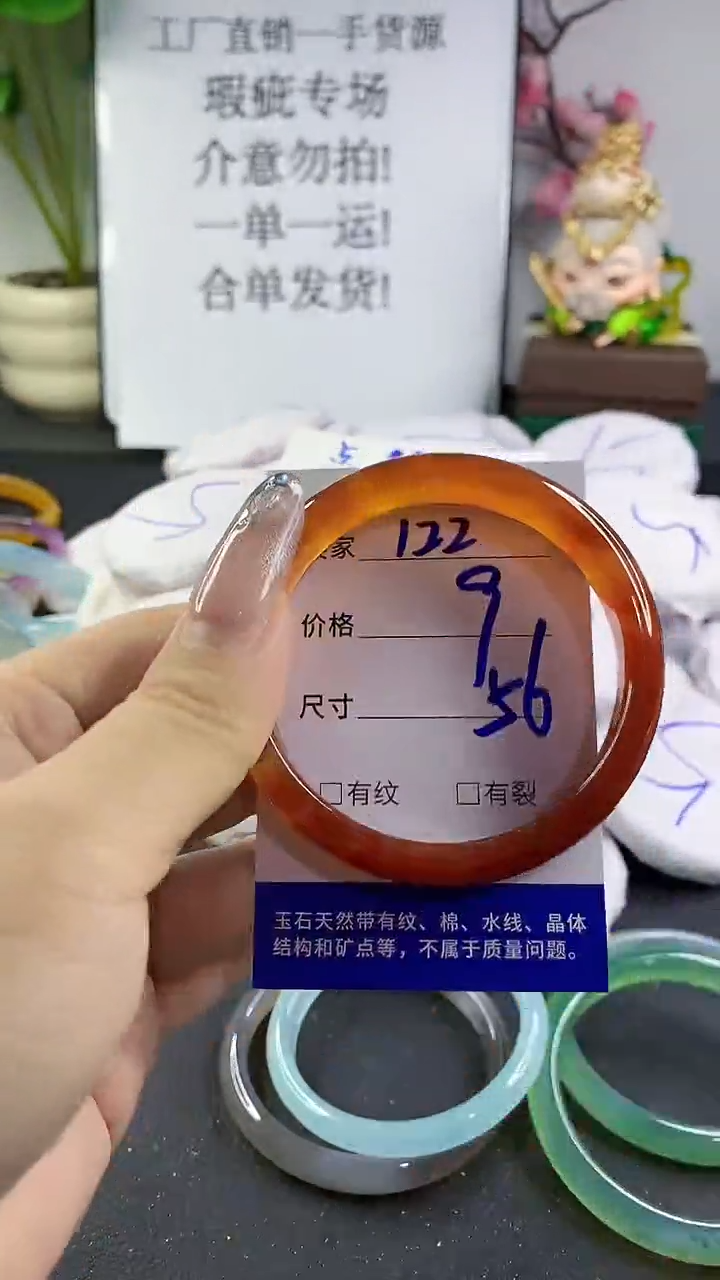 工厂直销一手货源
瑕疵专场
介意勿拍!
一单一运!
合单发货!
家 122
价格 9
尺寸 56
□有纹 □有裂
玉石天然带有纹、棉、水线、晶体
结构和矿点等，不属于质量问题。